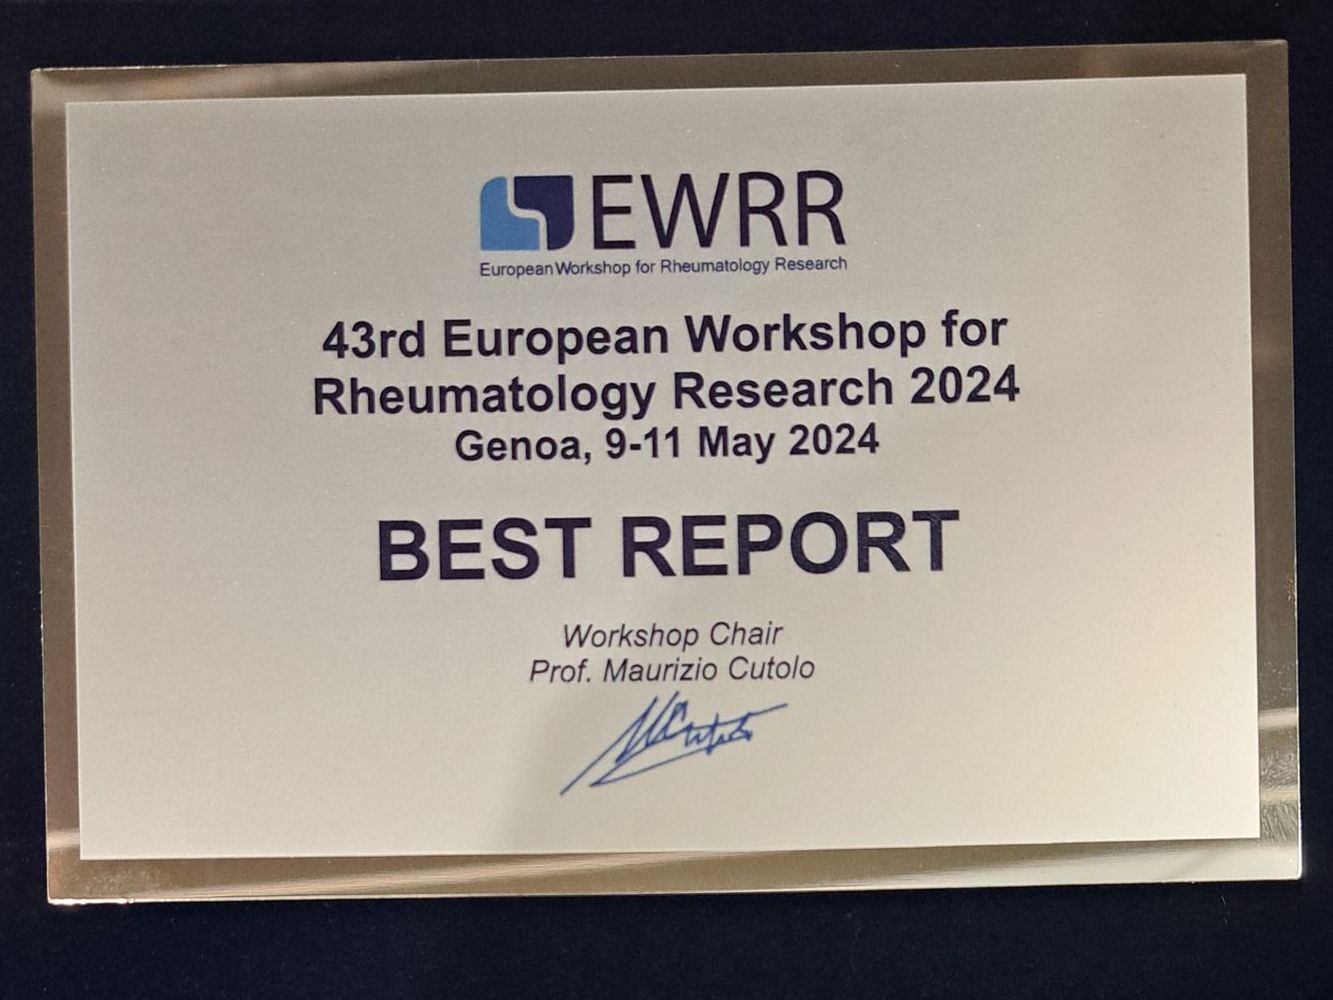 EWRR
European Workshop for Rheumatology Research
43rd European Workshop for
Rheumatology Research 2024
Genoa, 9-11 May 2024
BEST REPORT
Workshop Chair
Prof. Maurizio Cutolo